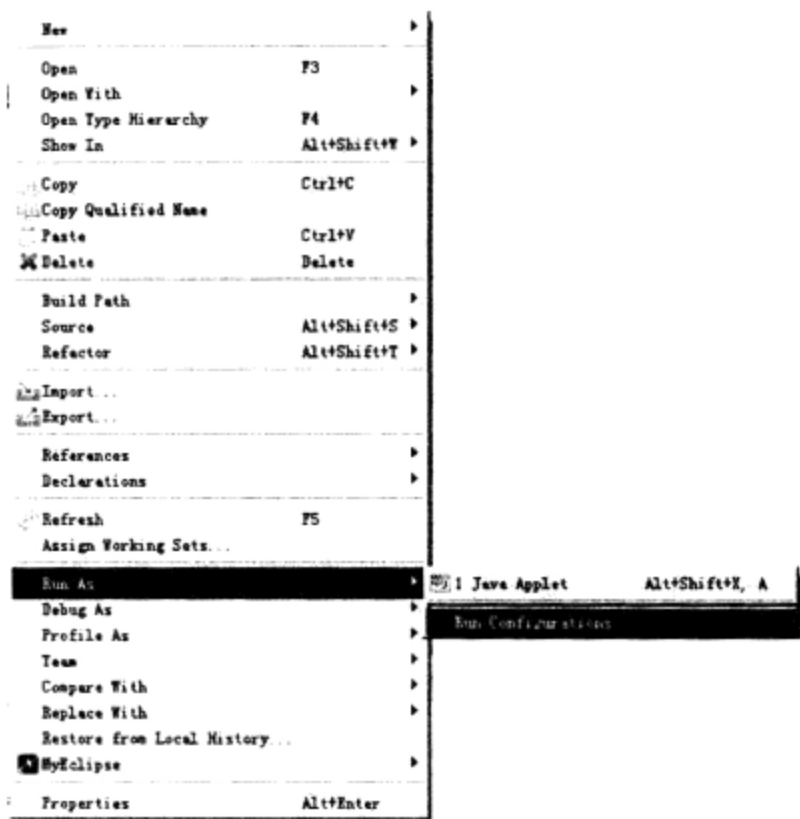 New
Open F3
Open With
Open Type Hierarchy F4
Show In Alt+Shift+W
Copy Ctrl+C
Copy Qualified Name
Paste Ctrl+V
Delete Delete
Build Path
Source Alt+Shift+S
Refactor Alt+Shift+T
Import...
Export...
References
Declarations
Refresh F5
Assign Working Sets...
Run As
1 Java Applet Alt+Shift+X, A
Debug As
Run Configurations
Profile As
Team
Compare With
Replace With
Restore from Local History...
MyEclipse
Properties Alt+Enter